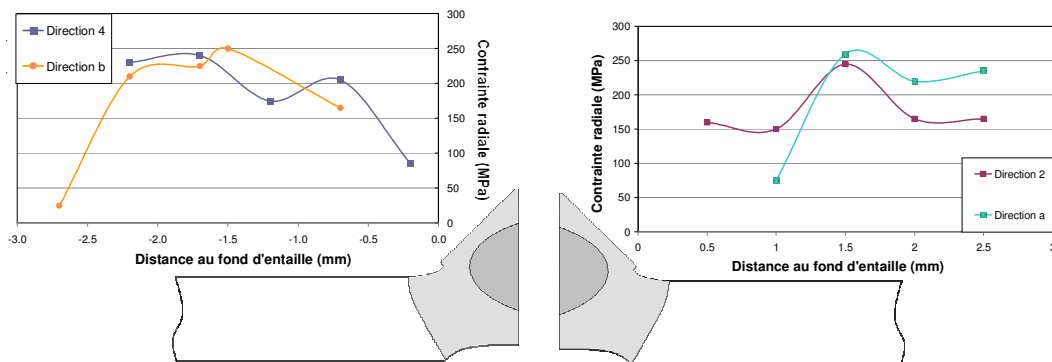 Direction 4
Direction b
300
250
200
150
100
50
0
Contrainte radiale
(MPa)
-3.0 -2.5 -2.0 -1.5 -1.0 -0.5 0.0
Distance au fond d'entaille (mm)
Contrainte radiale (MPa)
300
250
200
150
100
50
0
0 0.5 1 1.5 2 2.5 3
Distance au fond d'entaille (mm)
Direction 2
Direction a